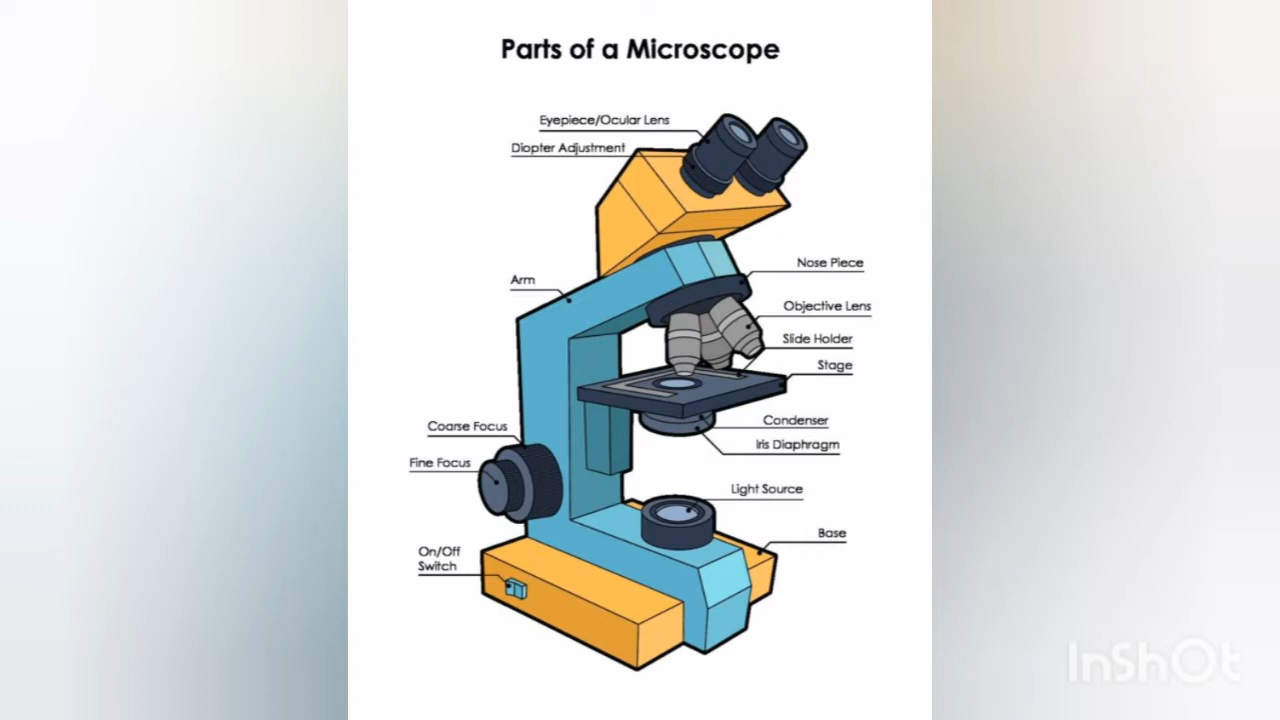 Parts of a Microscope
Eyepiece/Ocular Lens
Diopter Adjustment
Nose Piece
Arm
Objective Lens
Slide Holder
Stage
Condenser
Coarse Focus
Iris Diaphragm
Fine Focus
Light Source
Base
On/Off
Switch
InShOt